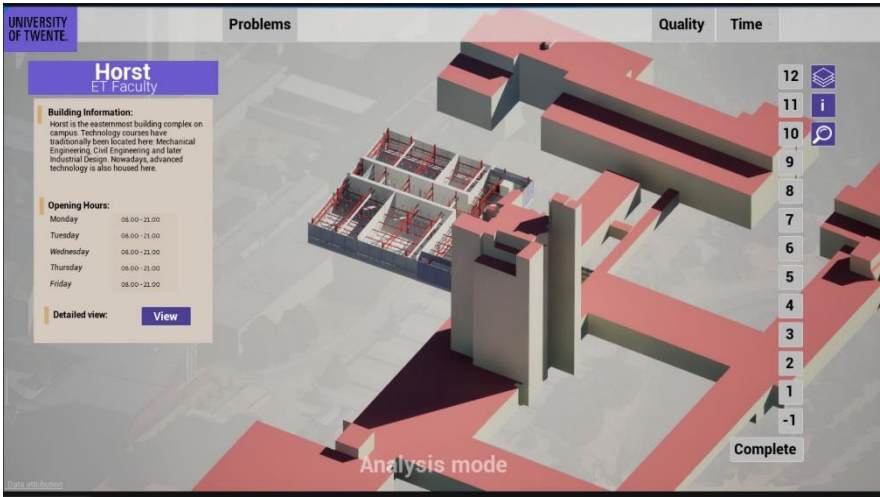 UNIVERSITY
OF TWENTE.
Problems
Quality
Time
Horst
ET Faculty
Building Information:
Horst is the easternmost building complex on
campus. Technology courses have
traditionally been located here: Mechanical
Engineering, Civil Engineering and later
Industrial Design. Nowadays, advanced
technology is also housed here.
Opening Hours:
Monday 08.00 - 21.00
Tuesday 08.00 - 21.00
Wednesday 08.00 - 21.00
Thursday 08.00 - 21.00
Friday 08.00 - 21.00
Detailed view: View
12
11 i
10
9
8
7
6
5
4
3
2
1
-1
Complete
Analysis mode
Data attribution